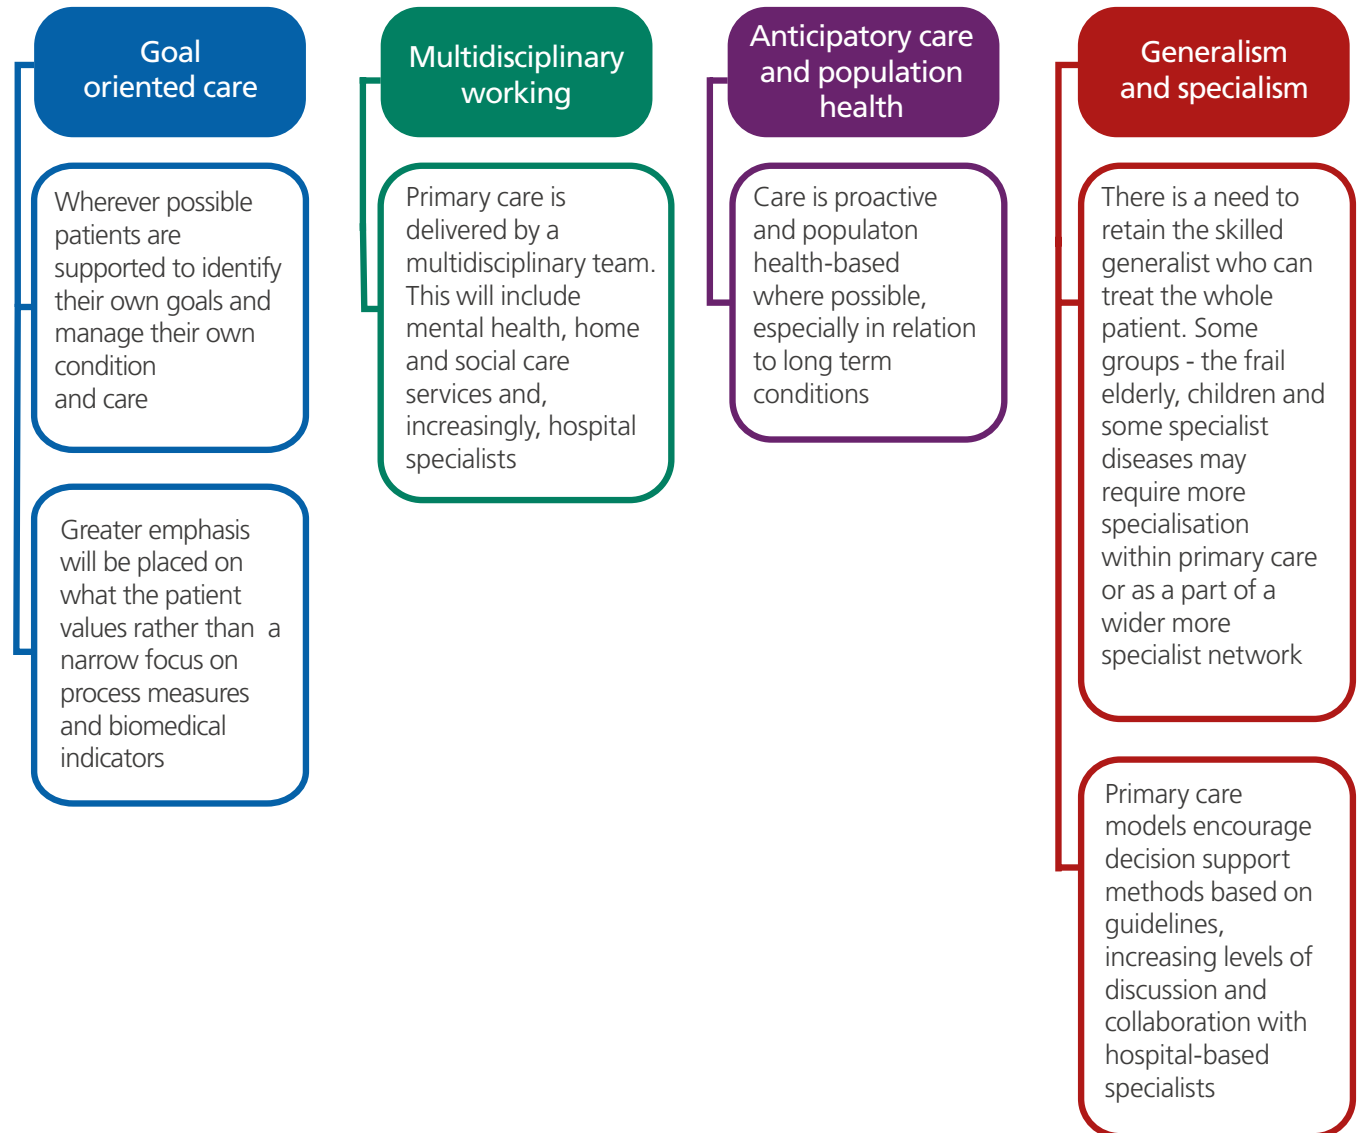 Goal
oriented care
Wherever possible
patients are
supported to identify
their own goals and
manage their own
condition
and care
Greater emphasis
will be placed on
what the patient
values rather than  a
narrow focus on
process measures
and biomedical
indicators
Multidisciplinary
working
Primary care is
delivered by a
multidisciplinary team.
This will include
mental health, home
and social care
services and,
increasingly, hospital
specialists
Anticipatory care
and population
health
Care is proactive
and populaton
health-based
where possible,
especially in relation
to long term
conditions
Generalism
and specialism
There is a need to
retain the skilled
generalist who can
treat the whole
patient. Some
groups - the frail
elderly, children and
some specialist
diseases may
require more
specialisation
within primary care
or as a part of a
wider more
specialist network
Primary care
models encourage
decision support
methods based on
guidelines,
increasing levels of
discussion and
collaboration with
hospital-based
specialists